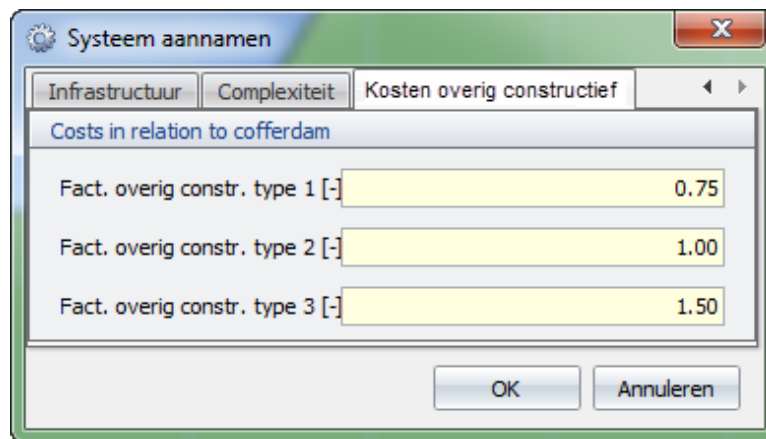 Systeem aannamen
Infrastructuur Complexiteit Kosten overig constructief
Costs in relation to cofferdam
Fact. overig constr. type 1 [-] 0.75
Fact. overig constr. type 2 [-] 1.00
Fact. overig constr. type 3 [-] 1.50
OK Annuleren